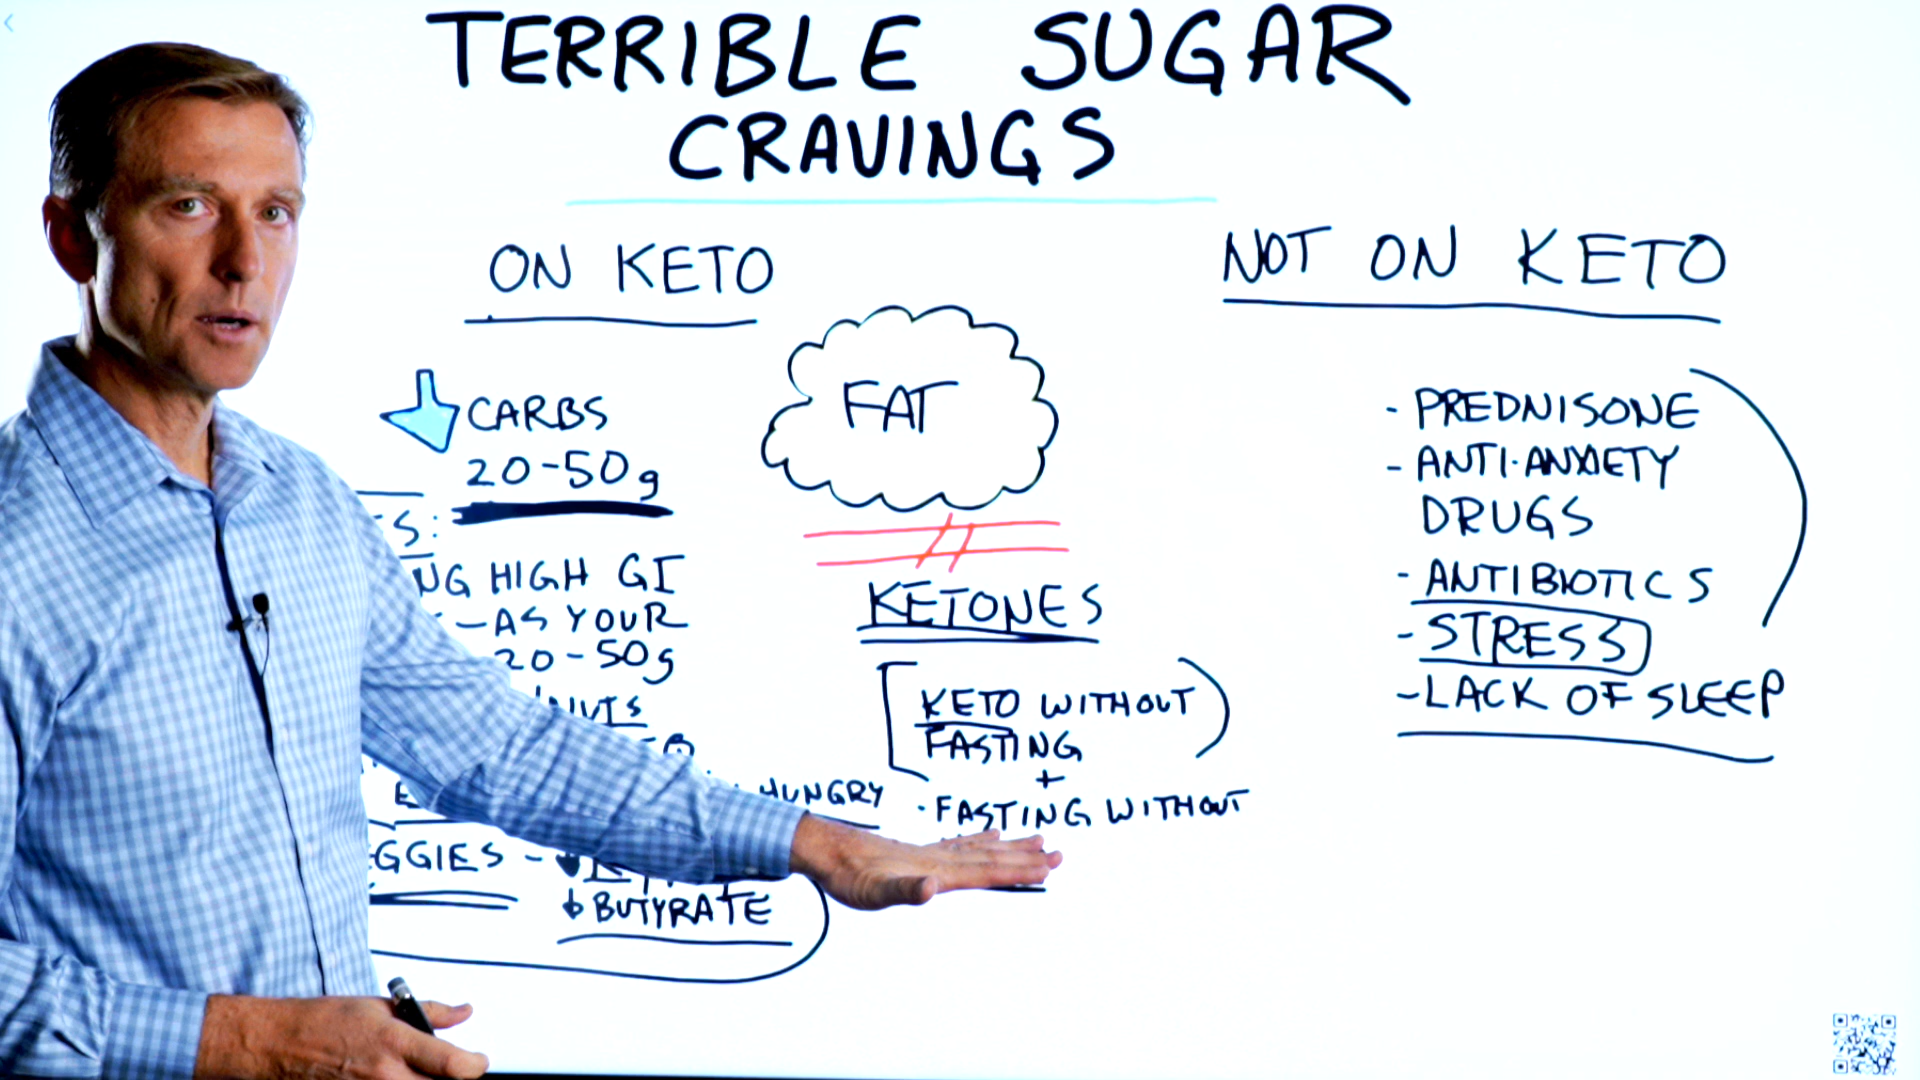 TERRIBLE SUGAR
CRAVINGS
ON KETO
CARBS
20-50g
HIGH GI
- AS YOUR
20-50g
HUNGRY
BUTYRATE
FAT
KETONES
KETO WITHOUT
FASTING
+
· FASTING WITHOUT
NOT ON KETO
- PREDNISONE
- ANTI-ANXIETY
DRUGS
- ANTIBIOTICS
- STRESS
- LACK OF SLEEP